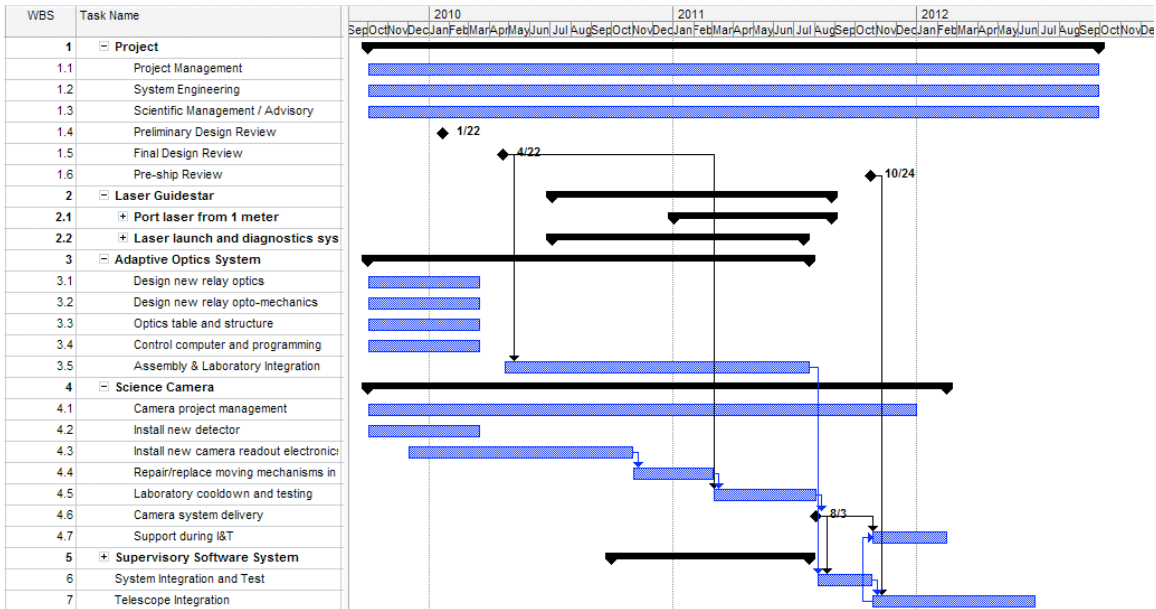 WBS Task Name 2010 2011 2012
Sep Oct Nov Dec Jan Feb Mar Apr May Jun Jul Aug Sep Oct Nov Dec Jan Feb Mar Apr May Jun Jul Aug Sep Oct Nov Dec Jan Feb Mar Apr May Jun Jul Aug Sep Oct Nov De
1 Project
1.1 Project Management
1.2 System Engineering
1.3 Scientific Management / Advisory
1.4 Preliminary Design Review 1/22
1.5 Final Design Review 4/22
1.6 Pre-ship Review 10/24
2 Laser Guidestar
2.1 Port laser from 1 meter
2.2 Laser launch and diagnostics sys
3 Adaptive Optics System
3.1 Design new relay optics
3.2 Design new relay opto-mechanics
3.3 Optics table and structure
3.4 Control computer and programming
3.5 Assembly & Laboratory Integration
4 Science Camera
4.1 Camera project management
4.2 Install new detector
4.3 Install new camera readout electronics
4.4 Repair/replace moving mechanisms in
4.5 Laboratory cooldown and testing
4.6 Camera system delivery 8/3
4.7 Support during I&T
5 Supervisory Software System
6 System Integration and Test
7 Telescope Integration